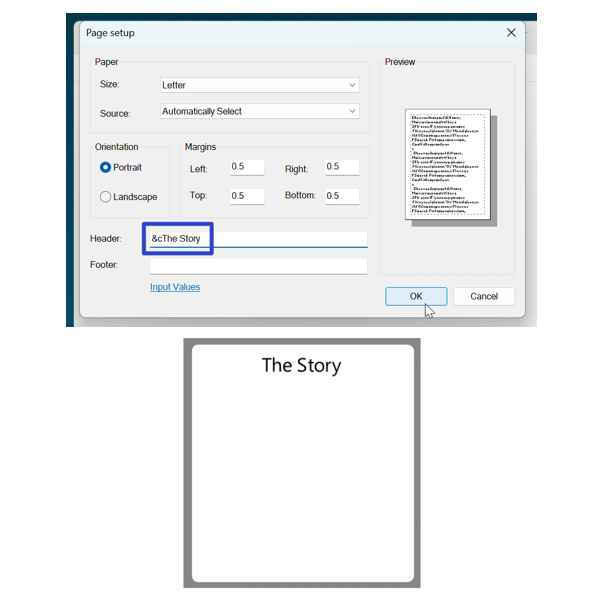 Page setup
Paper
Size:
Letter
Source:
Automatically Select
Orientation
Portrait
Landscape
Margins
Left:
0.5
Right:
0.5
Top:
0.5
Bottom:
0.5
Header:
&cThe Story
Footer:
Input Values
Preview
OK
Cancel
The Story